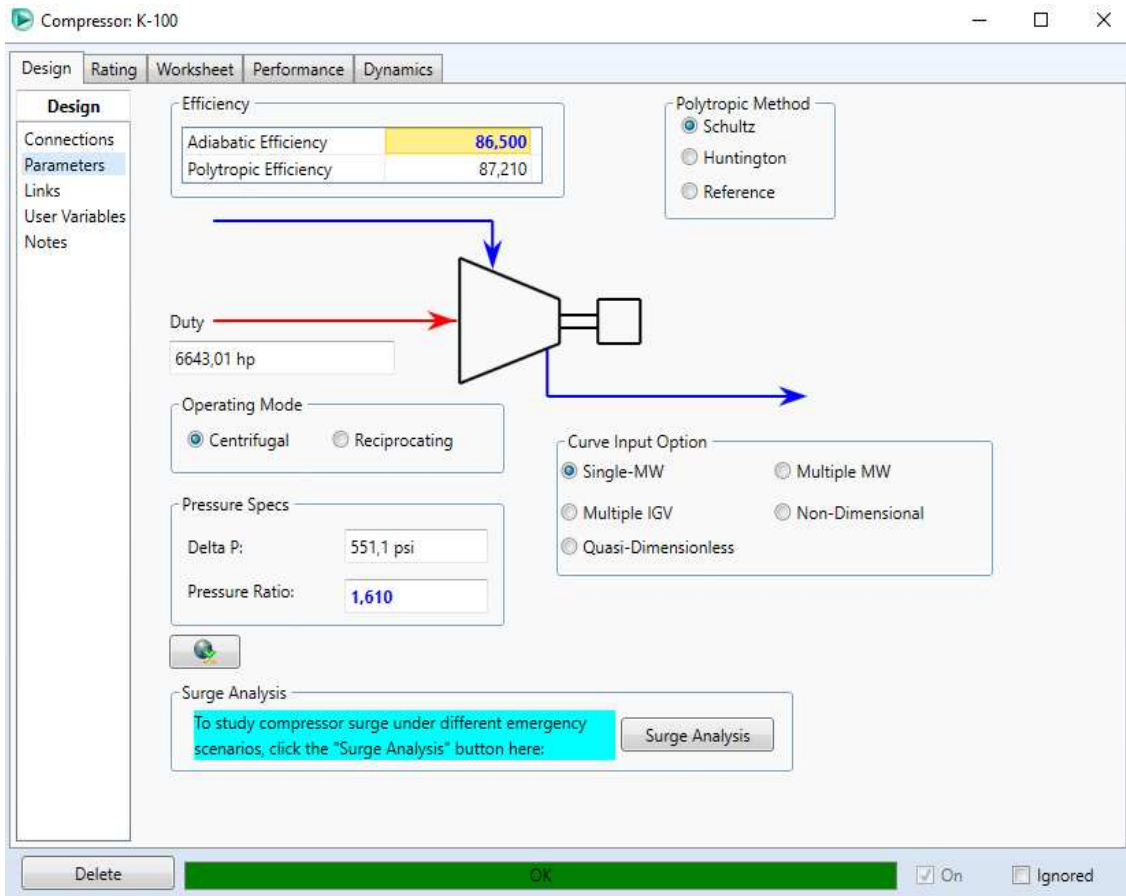 Compressor: K-100
Design Rating Worksheet Performance Dynamics
Design
Connections
Parameters
Links
User Variables
Notes
Efficiency
Adiabatic Efficiency 86,500
Polytropic Efficiency 87,210
Polytropic Method
Schultz
Huntington
Reference
Duty
6643,01 hp
Operating Mode
Centrifugal Reciprocating
Curve Input Option
Single-MW Multiple MW
Multiple IGV Non-Dimensional
Quasi-Dimensionless
Pressure Specs
Delta P: 551,1 psi
Pressure Ratio: 1,610
Surge Analysis
To study compressor surge under different emergency
scenarios, click the "Surge Analysis" button here:
Surge Analysis
Delete OK On Ignored